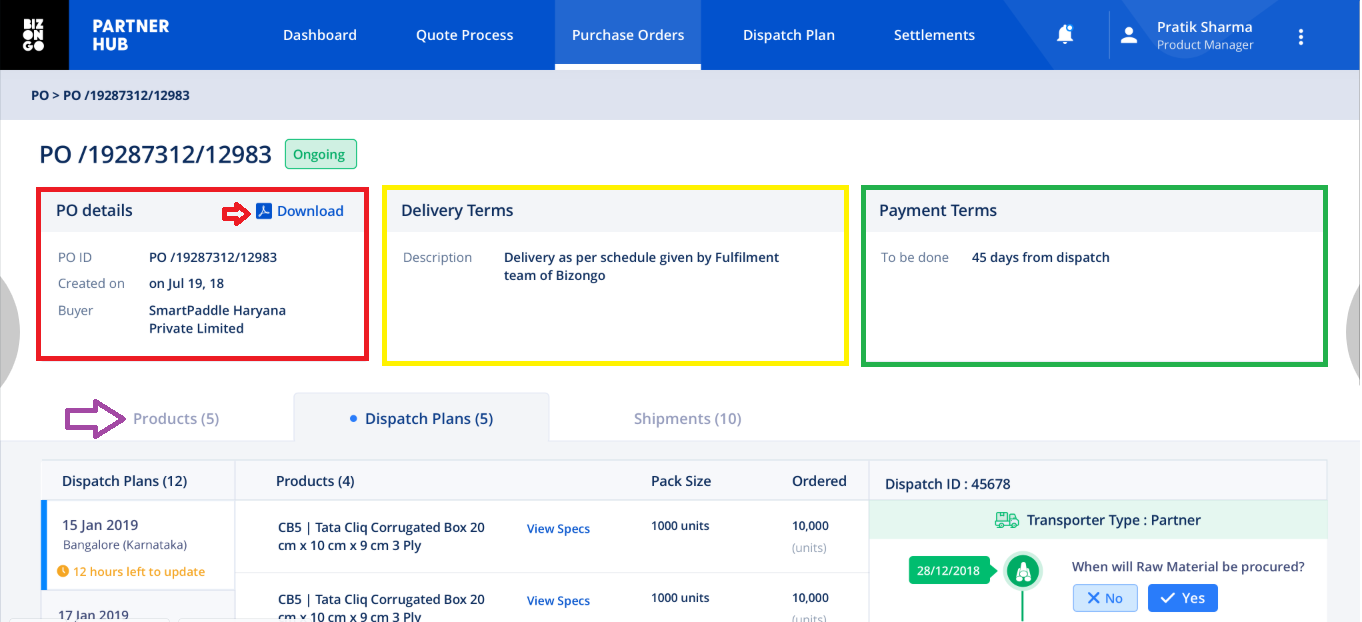 BIZ
ON
GO
PARTNER
HUB
Dashboard
Quote Process
Purchase Orders
Dispatch Plan
Settlements
Pratik Sharma
Product Manager
PO > PO /19287312/12983
PO /19287312/12983
Ongoing
PO details
Download
PO ID
PO /19287312/12983
Created on
on Jul 19, 18
Buyer
SmartPaddle Haryana
Private Limited
Delivery Terms
Description
Delivery as per schedule given by Fulfilment
team of Bizongo
Payment Terms
To be done
45 days from dispatch
Products (5)
Dispatch Plans (5)
Shipments (10)
Dispatch Plans (12)
15 Jan 2019
Bangalore (Karnataka)
12 hours left to update
17 Jan 2019
Products (4)
Pack Size
Ordered
CB5 | Tata Cliq Corrugated Box 20
cm x 10 cm x 9 cm 3 Ply
View Specs
1000 units
10,000
(units)
CB5 | Tata Cliq Corrugated Box 20
cm x 10 cm x 9 cm 3 Ply
View Specs
1000 units
10,000
(units)
Dispatch ID : 45678
Transporter Type : Partner
28/12/2018
When will Raw Material be procured?
No
Yes